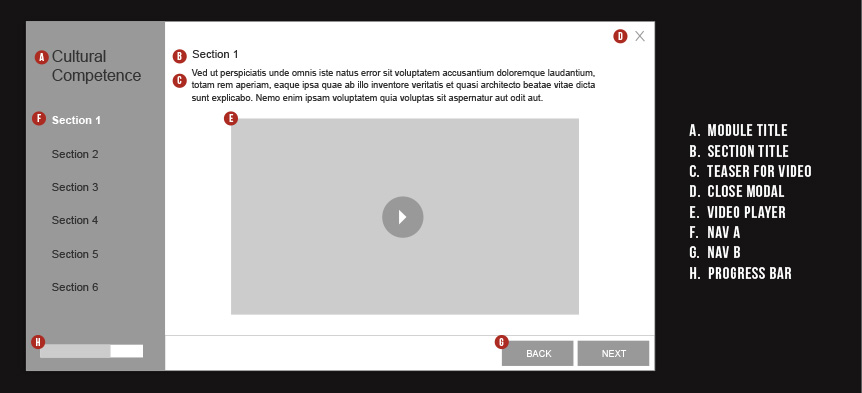 A Cultural
Competence
F Section 1
Section 2
Section 3
Section 4
Section 5
Section 6
H
D X
B Section 1
C Ved ut perspiciatis unde omnis iste natus error sit voluptatem accusantium doloremque laudantium,
totam rem aperiam, eaque ipsa quae ab illo inventore veritatis et quasi architecto beatae vitae dicta
sunt explicabo. Nemo enim ipsam voluptatem quia voluptas sit aspernatur aut odit aut.
E
G BACK NEXT
A. MODULE TITLE
B. SECTION TITLE
C. TEASER FOR VIDEO
D. CLOSE MODAL
E. VIDEO PLAYER
F. NAV A
G. NAV B
H. PROGRESS BAR